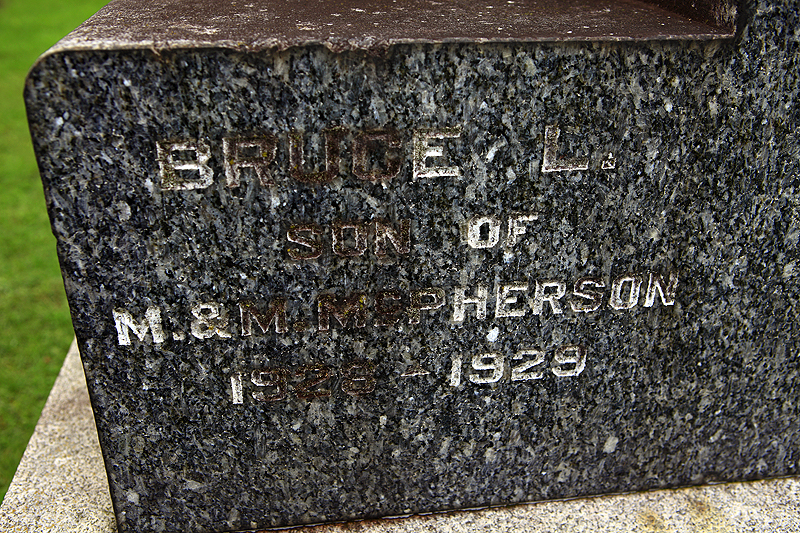 BRUCE L.
SON OF
M. & M. MCPHERSON
1928 - 1929